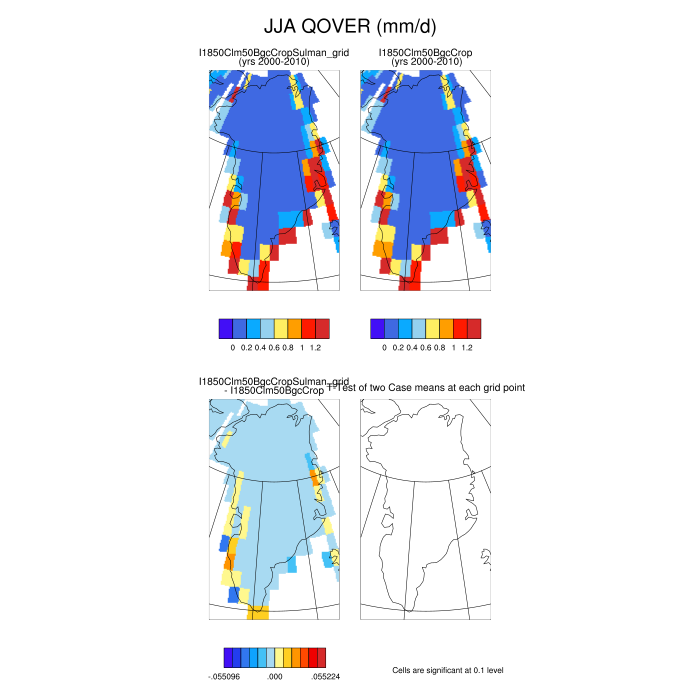 JJA QOVER (mm/d)
I1850Clm50BgcCropSulman_grid
(yrs 2000-2010)
I1850Clm50BgcCrop
(yrs 2000-2010)
0 0.2 0.4 0.6 0.8 1 1.2
0 0.2 0.4 0.6 0.8 1 1.2
I1850Clm50BgcCropSulman_grid
- I1850Clm50BgcCrop
T-Test of two Case means at each grid point
-.055096 .000 .055224
Cells are significant at 0.1 level